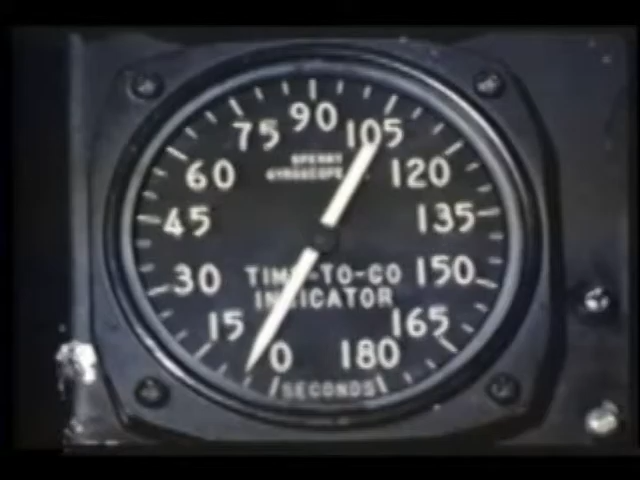 90
75 105
SPERRY
GYROSCOPE
60 120
45 135
30 TIME-TO-GO 150
INDICATOR
15 165
0 180
SECONDS